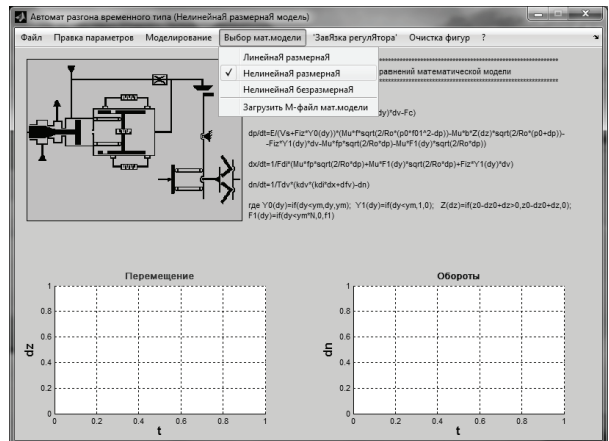 Автомат разгона временного типа (Нелинейная размерная модель)
Файл Правка параметров Моделирование Выбор мат.модели 'ЗавЯзка регулЯтора' Очистка фигур ?
ЛинейнаЯ размернаЯ
✓ НелинейнаЯ размернаЯ
НелинейнаЯ безразмернаЯ
Загрузить М-файл мат.модели
равнений математической модели
dy)*dv-Fc)
dp/dt=E/(Vs+Fiz*Y0(dy))*(Mu*f*sqrt(2/Ro*(p0*f01^2-dp))-Mu*b*Z(dz)*sqrt(2/Ro*(p0+dp))-
-Fiz*Y1(dy)*dv-Mu*fp*sqrt(2/Ro*dp)-Mu*F1(dy)*sqrt(2/Ro*dp))
dx/dt=1/Fdi*(Mu*fp*sqrt(2/Ro*dp)+Mu*F1(dy)*sqrt(2/Ro*dp)+Fiz*Y1(dy)*dv)
dn/dt=1/Tdv*(kdv*(kdi*dx+dfv)-dn)
где Y0(dy)=if(dy<ym,dy,ym); Y1(dy)=if(dy<ym,1,0); Z(dz)=if(z0-dz0+dz>0,z0-dz0+dz,0);
F1(dy)=if(dy<ym*N,0,f1)
Перемещение
1
0.8
0.6
0.4
0.2
0
dz
0 0.2 0.4 0.6 0.8 1
t
Обороты
1
0.8
0.6
0.4
0.2
0
dn
0 0.2 0.4 0.6 0.8 1
t